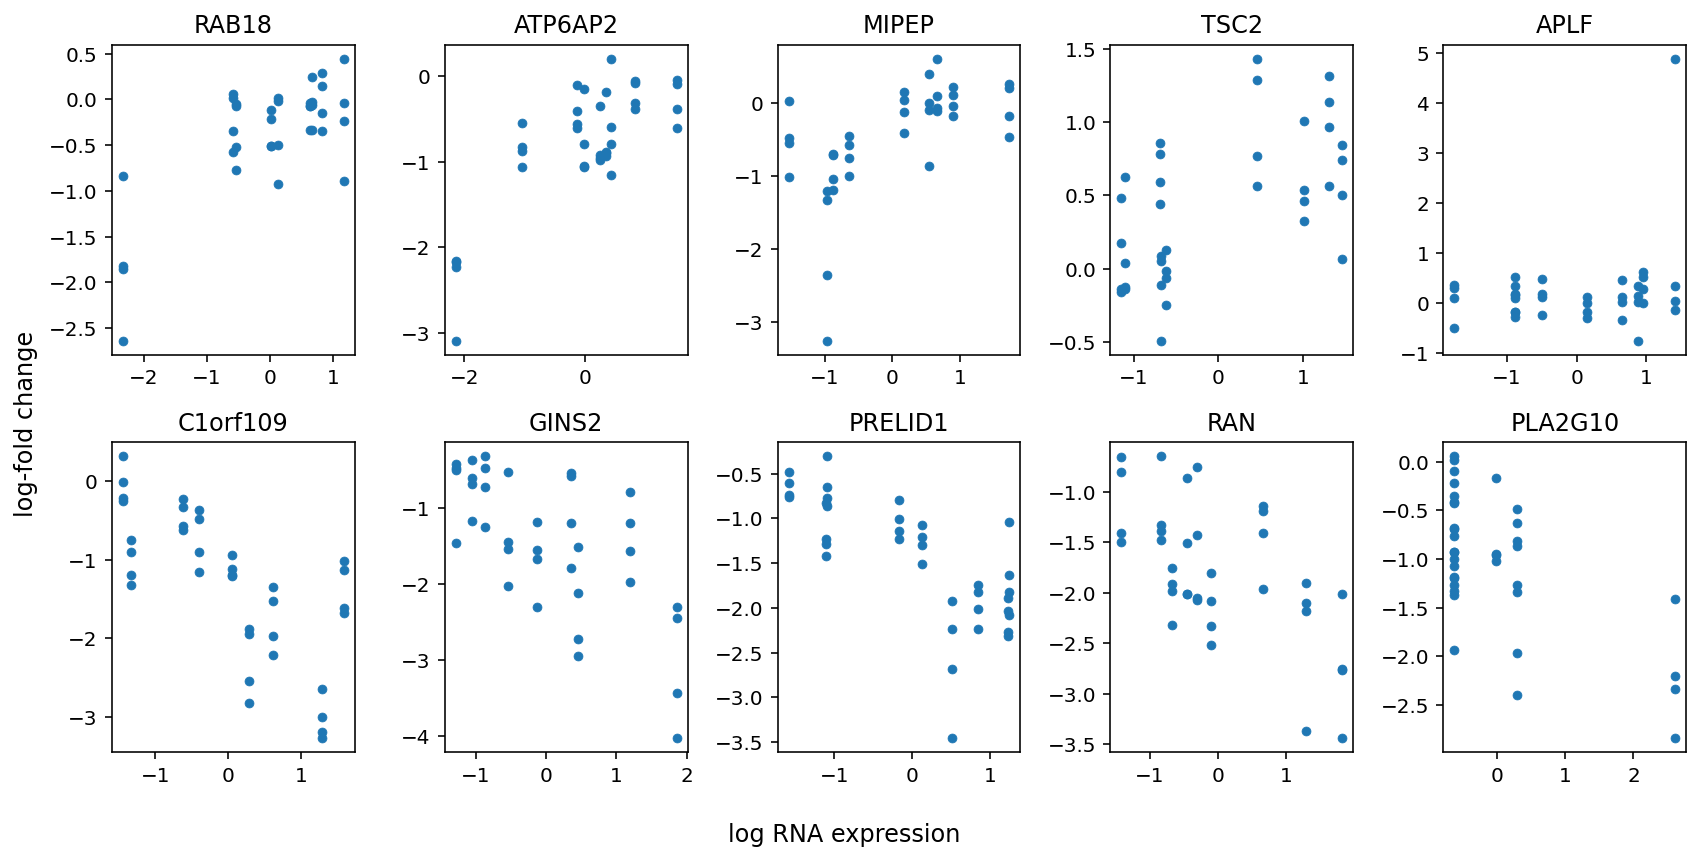 RAB18 ATP6AP2 MIPEP TSC2 APLF
0.5 0.0 −0.5 −1.0 −1.5 −2.0 −2.5
0 −1 −2 −3
0 −1 −2 −3
1.5 1.0 0.5 0.0 −0.5
5 4 3 2 1 0 −1
−2 −1 0 1
−2 0
−1 0 1
−1 0 1
−1 0 1
log-fold change
C1orf109 GINS2 PRELID1 RAN PLA2G10
0 −1 −2 −3
−1 −2 −3 −4
−0.5 −1.0 −1.5 −2.0 −2.5 −3.0 −3.5
−1.0 −1.5 −2.0 −2.5 −3.0 −3.5
0.0 −0.5 −1.0 −1.5 −2.0 −2.5
−1 0 1
−1 0 1 2
−1 0 1
−1 0 1
0 1 2
log RNA expression